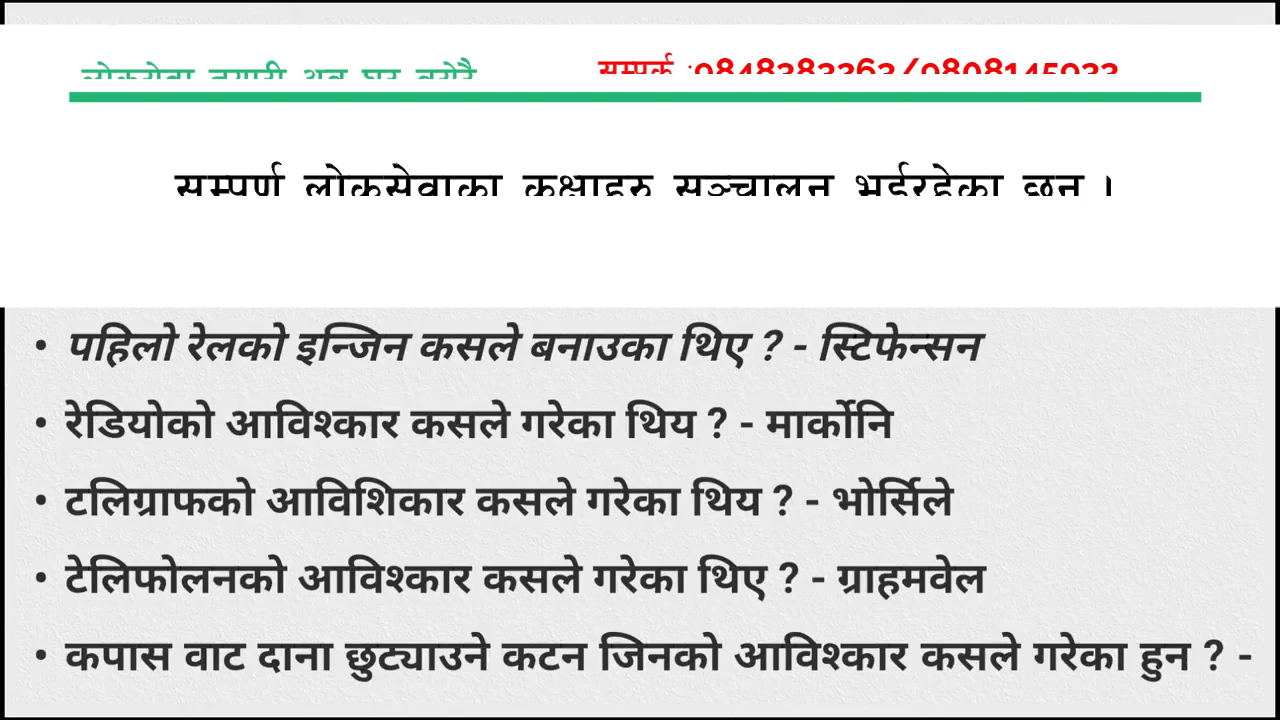 सम्पर्क :
लोकसेवाका कक्षाहरु सञ्चालन भईरहेका छन ।
• पहिलो रेलको इन्जिन कसले बनाउका थिए ? - स्टिफेन्सन
• रेडियोको आविश्कार कसले गरेका थिय ? - मार्कोनि
• टलिग्राफको आविशिकार कसले गरेका थिय ? - भोर्सिले
• टेलिफोलनको आविश्कार कसले गरेका थिए ? - ग्राहमवेल
• कपास वाट दाना छुट्याउने कटन जिनको आविश्कार कसले गरेका हुन ? -